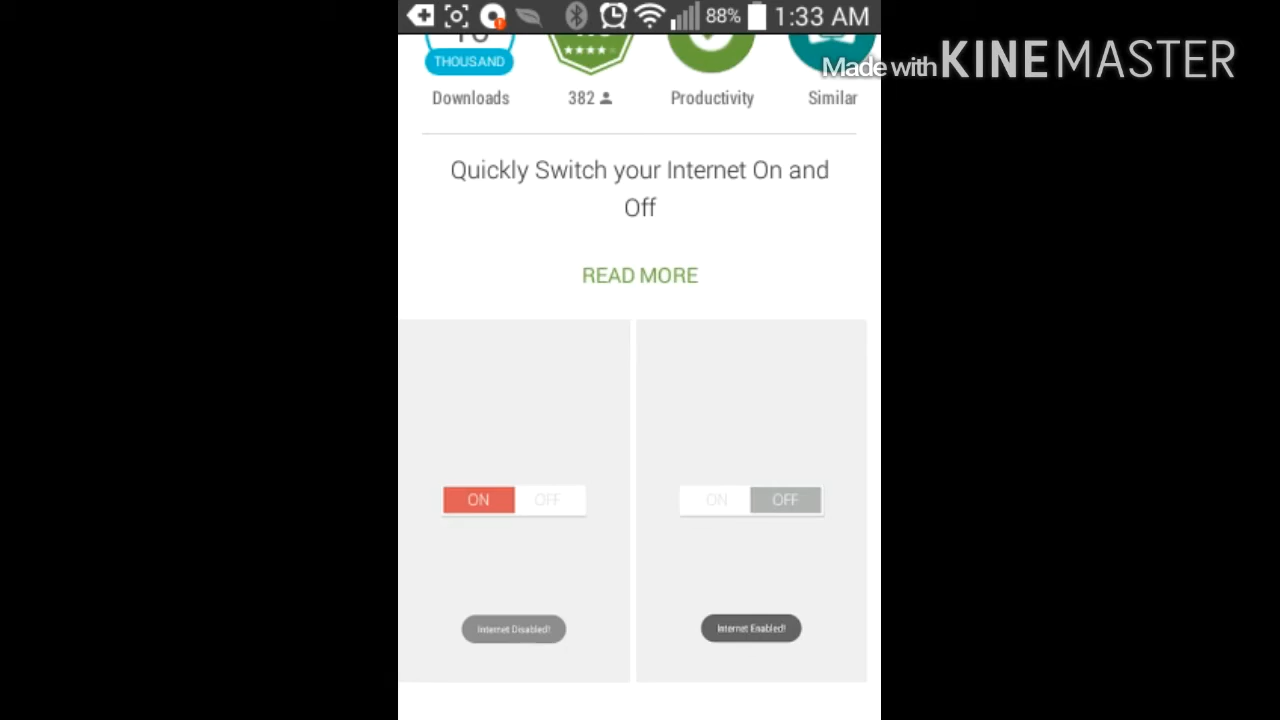 88% 1:33 AM
Made with KINEMASTER
THOUSAND
Downloads 382 Productivity Similar
Quickly Switch your Internet On and
Off
READ MORE
ON OFF ON OFF
Internet Disabled! Internet Enabled!